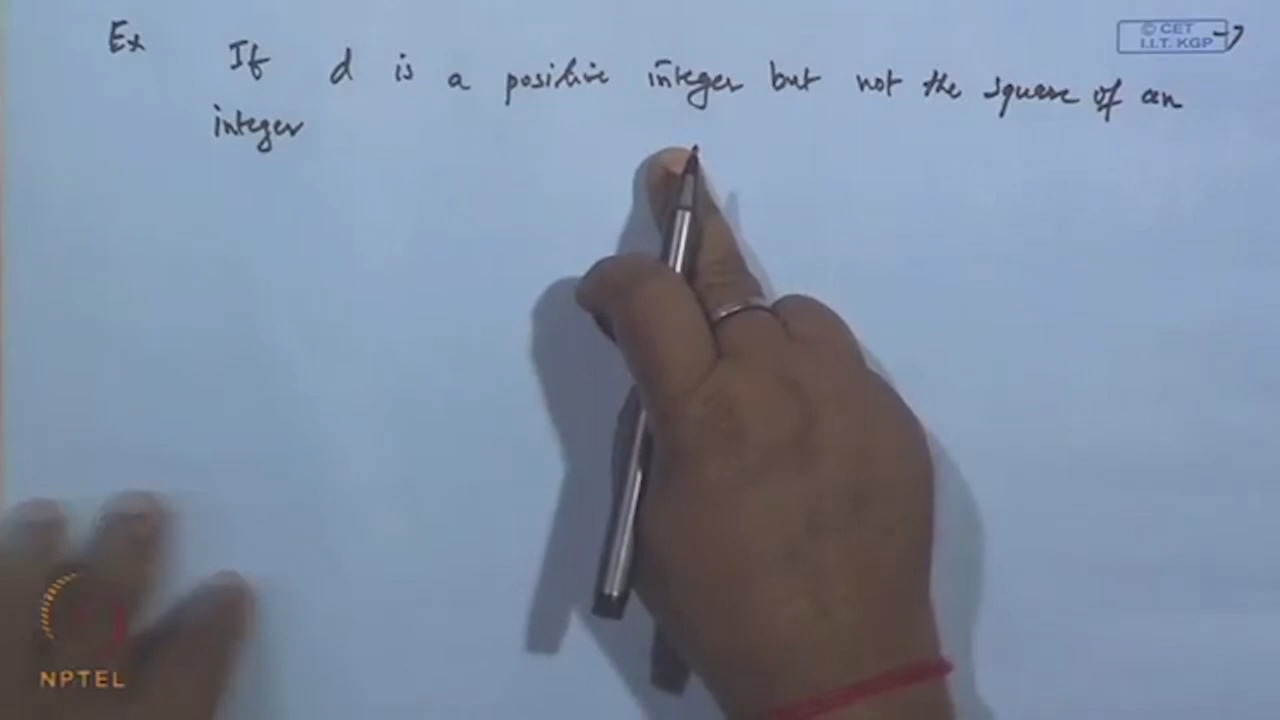 Ex
© CET
I.I.T. KGP
If d is a positive integer but not the square of an
integer
NPTEL